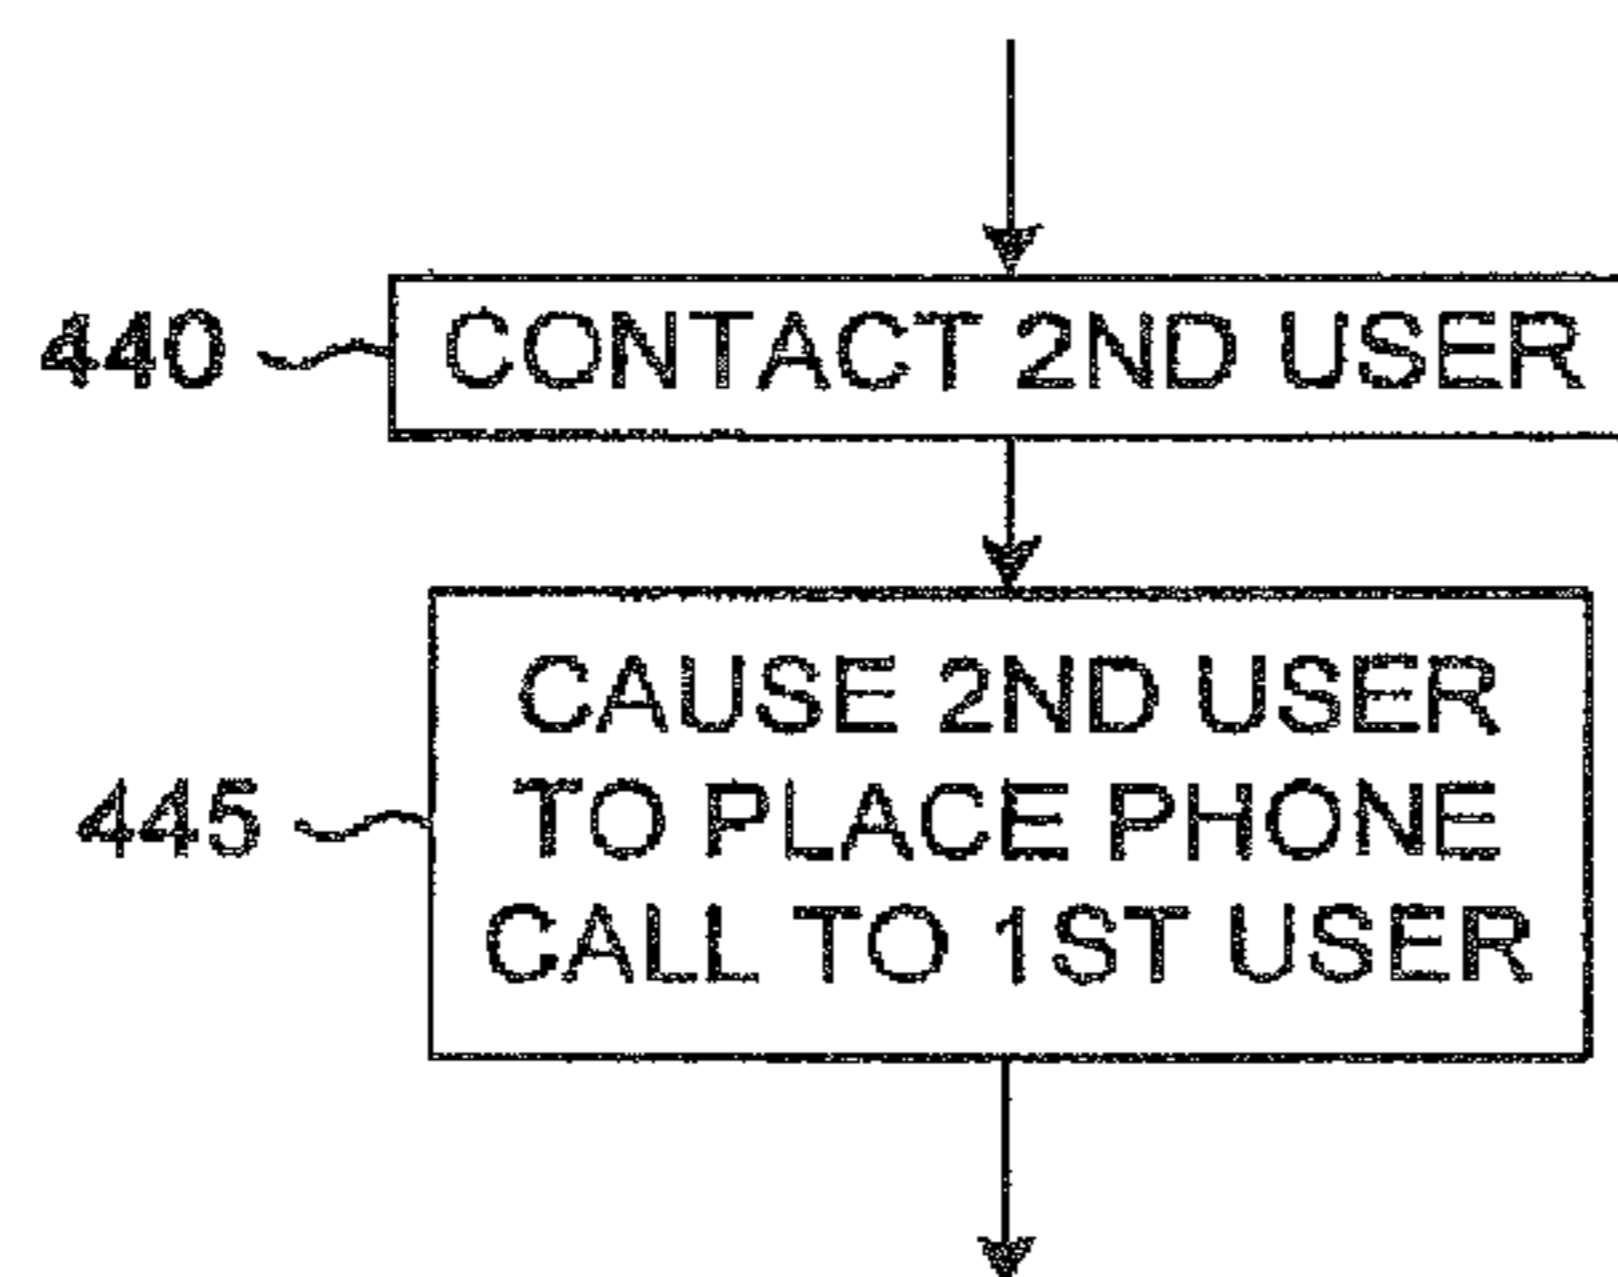 440 CONTACT 2ND USER
CAUSE 2ND USER
445 TO PLACE PHONE
CALL TO 1ST USER